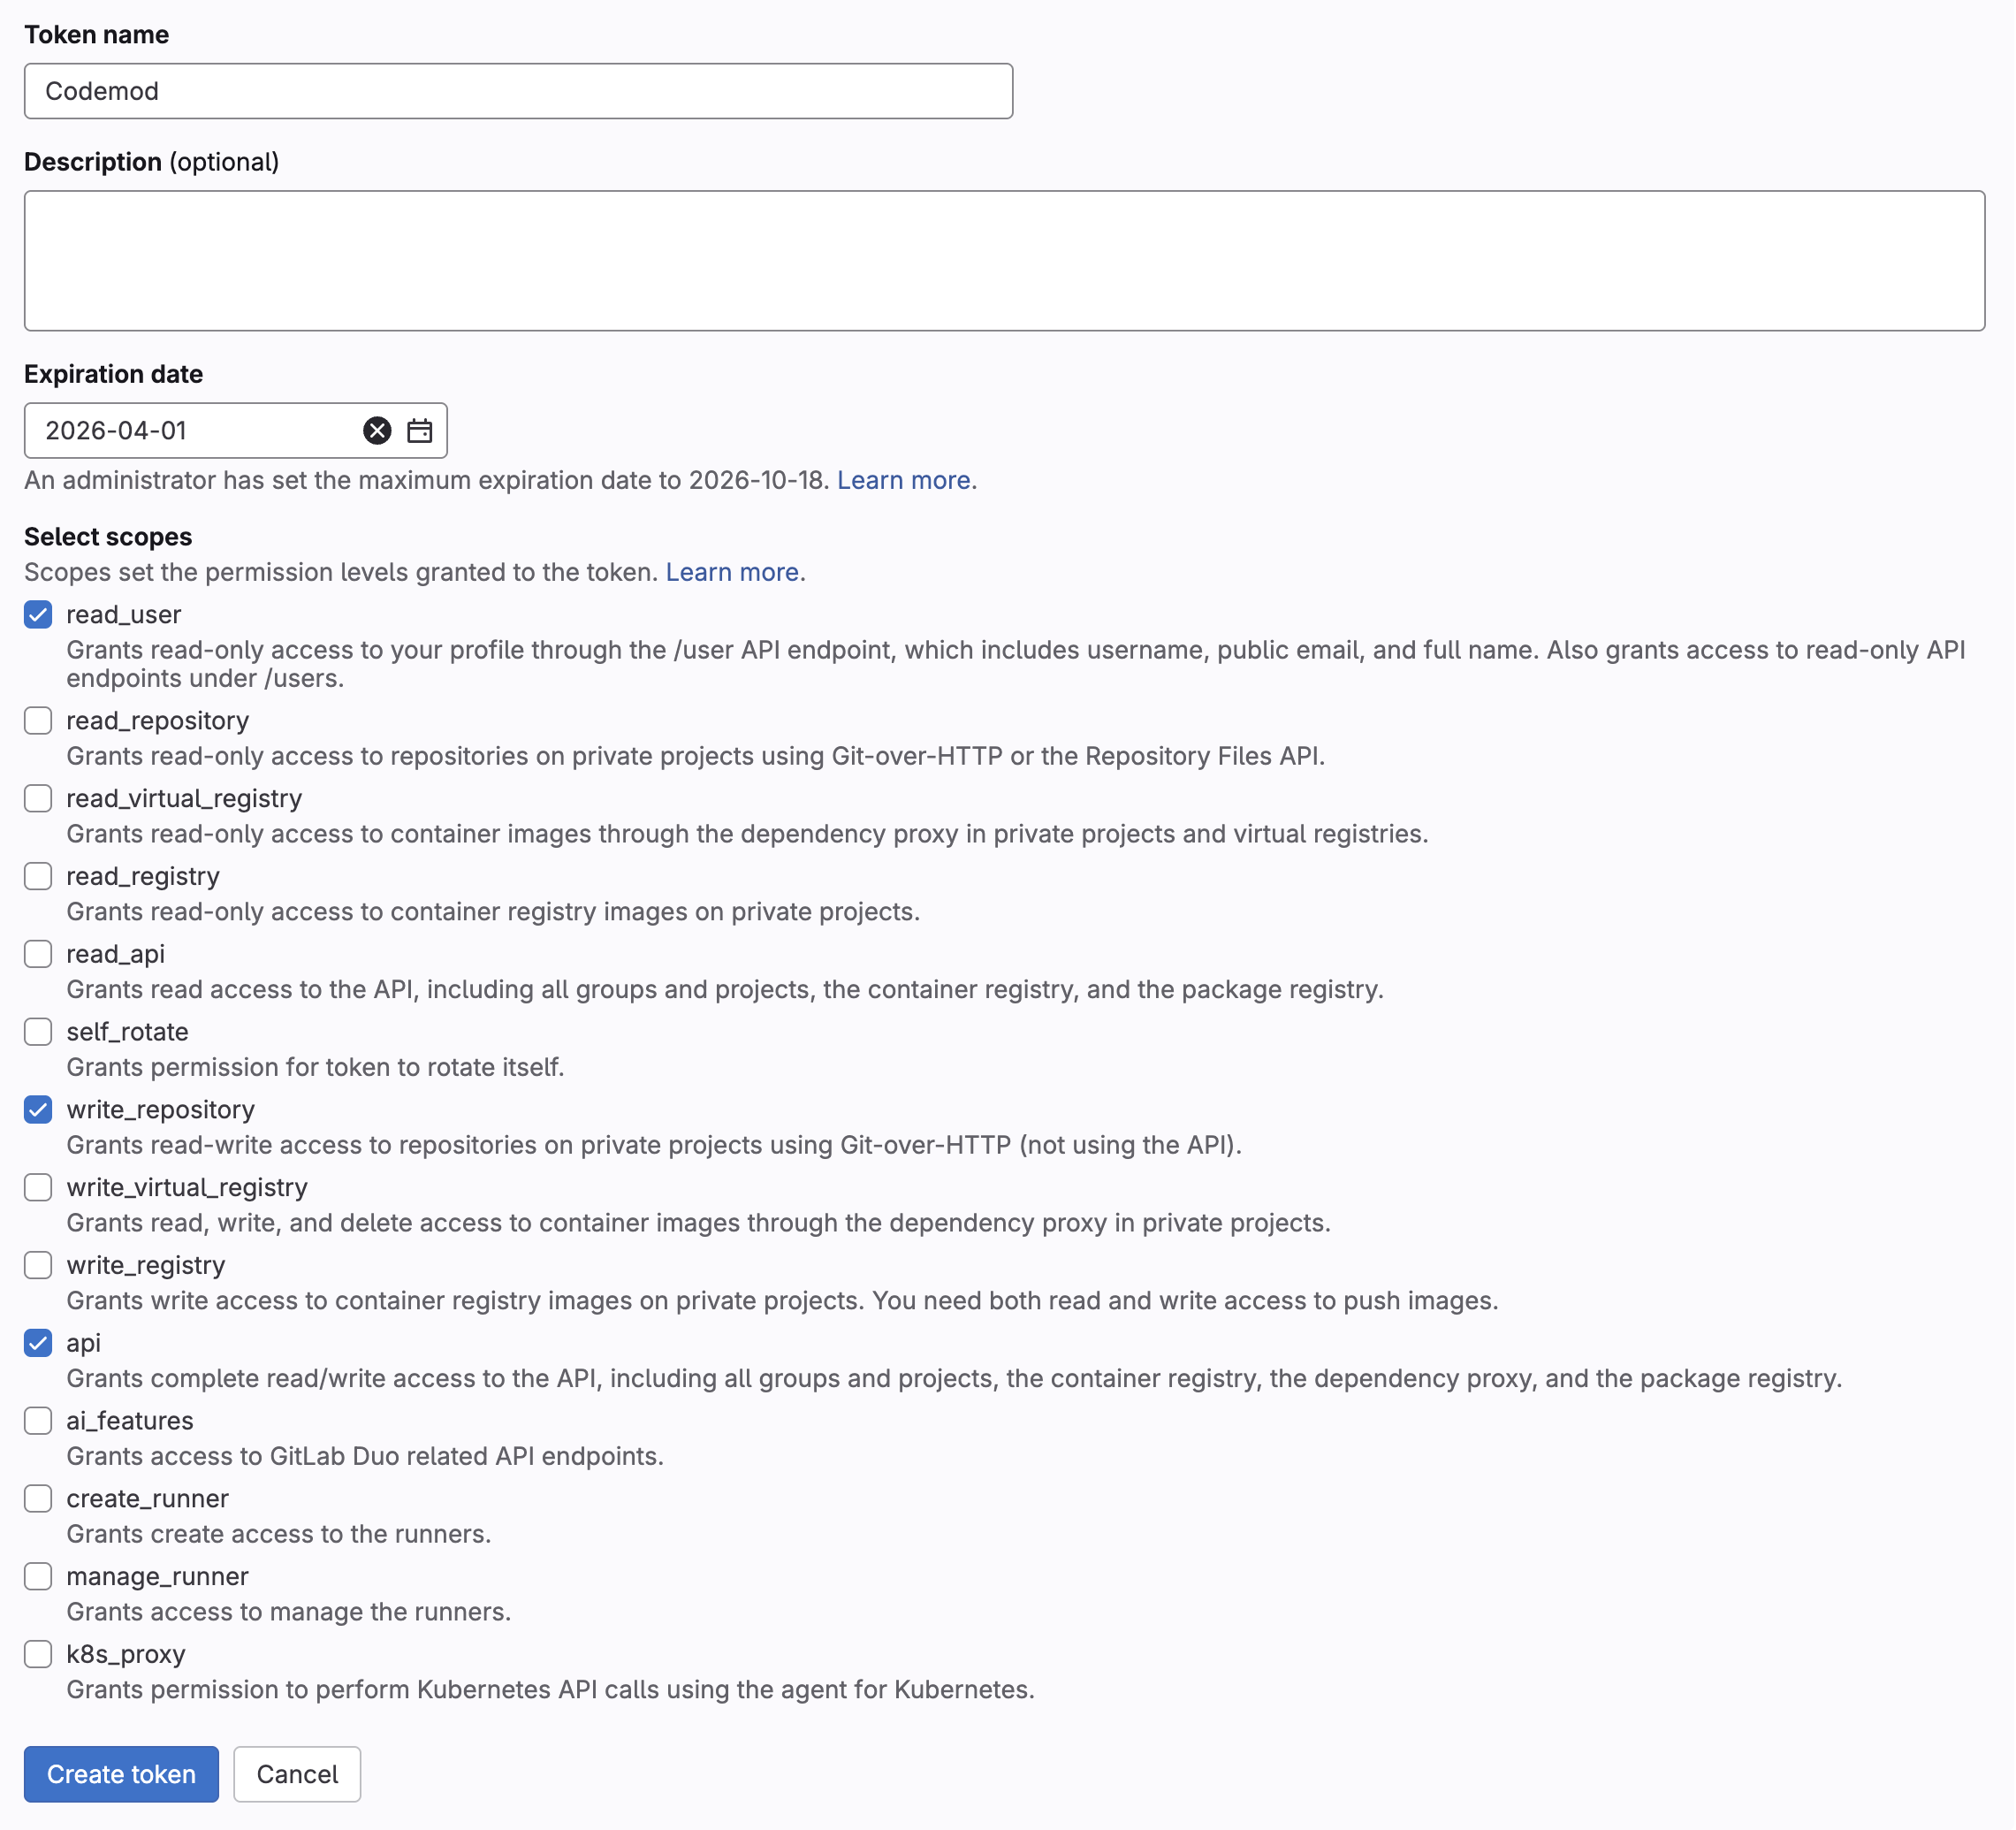 Token name
Codemod
Description (optional)
Expiration date
2026-04-01
An administrator has set the maximum expiration date to 2026-10-18. Learn more.
Select scopes
Scopes set the permission levels granted to the token. Learn more.
read_user
Grants read-only access to your profile through the /user API endpoint, which includes username, public email, and full name. Also grants access to read-only API
endpoints under /users.
read_repository
Grants read-only access to repositories on private projects using Git-over-HTTP or the Repository Files API.
read_virtual_registry
Grants read-only access to container images through the dependency proxy in private projects and virtual registries.
read_registry
Grants read-only access to container registry images on private projects.
read_api
Grants read access to the API, including all groups and projects, the container registry, and the package registry.
self_rotate
Grants permission for token to rotate itself.
write_repository
Grants read-write access to repositories on private projects using Git-over-HTTP (not using the API).
write_virtual_registry
Grants read, write, and delete access to container images through the dependency proxy in private projects.
write_registry
Grants write access to container registry images on private projects. You need both read and write access to push images.
api
Grants complete read/write access to the API, including all groups and projects, the container registry, the dependency proxy, and the package registry.
ai_features
Grants access to GitLab Duo related API endpoints.
create_runner
Grants create access to the runners.
manage_runner
Grants access to manage the runners.
k8s_proxy
Grants permission to perform Kubernetes API calls using the agent for Kubernetes.
Create token
Cancel